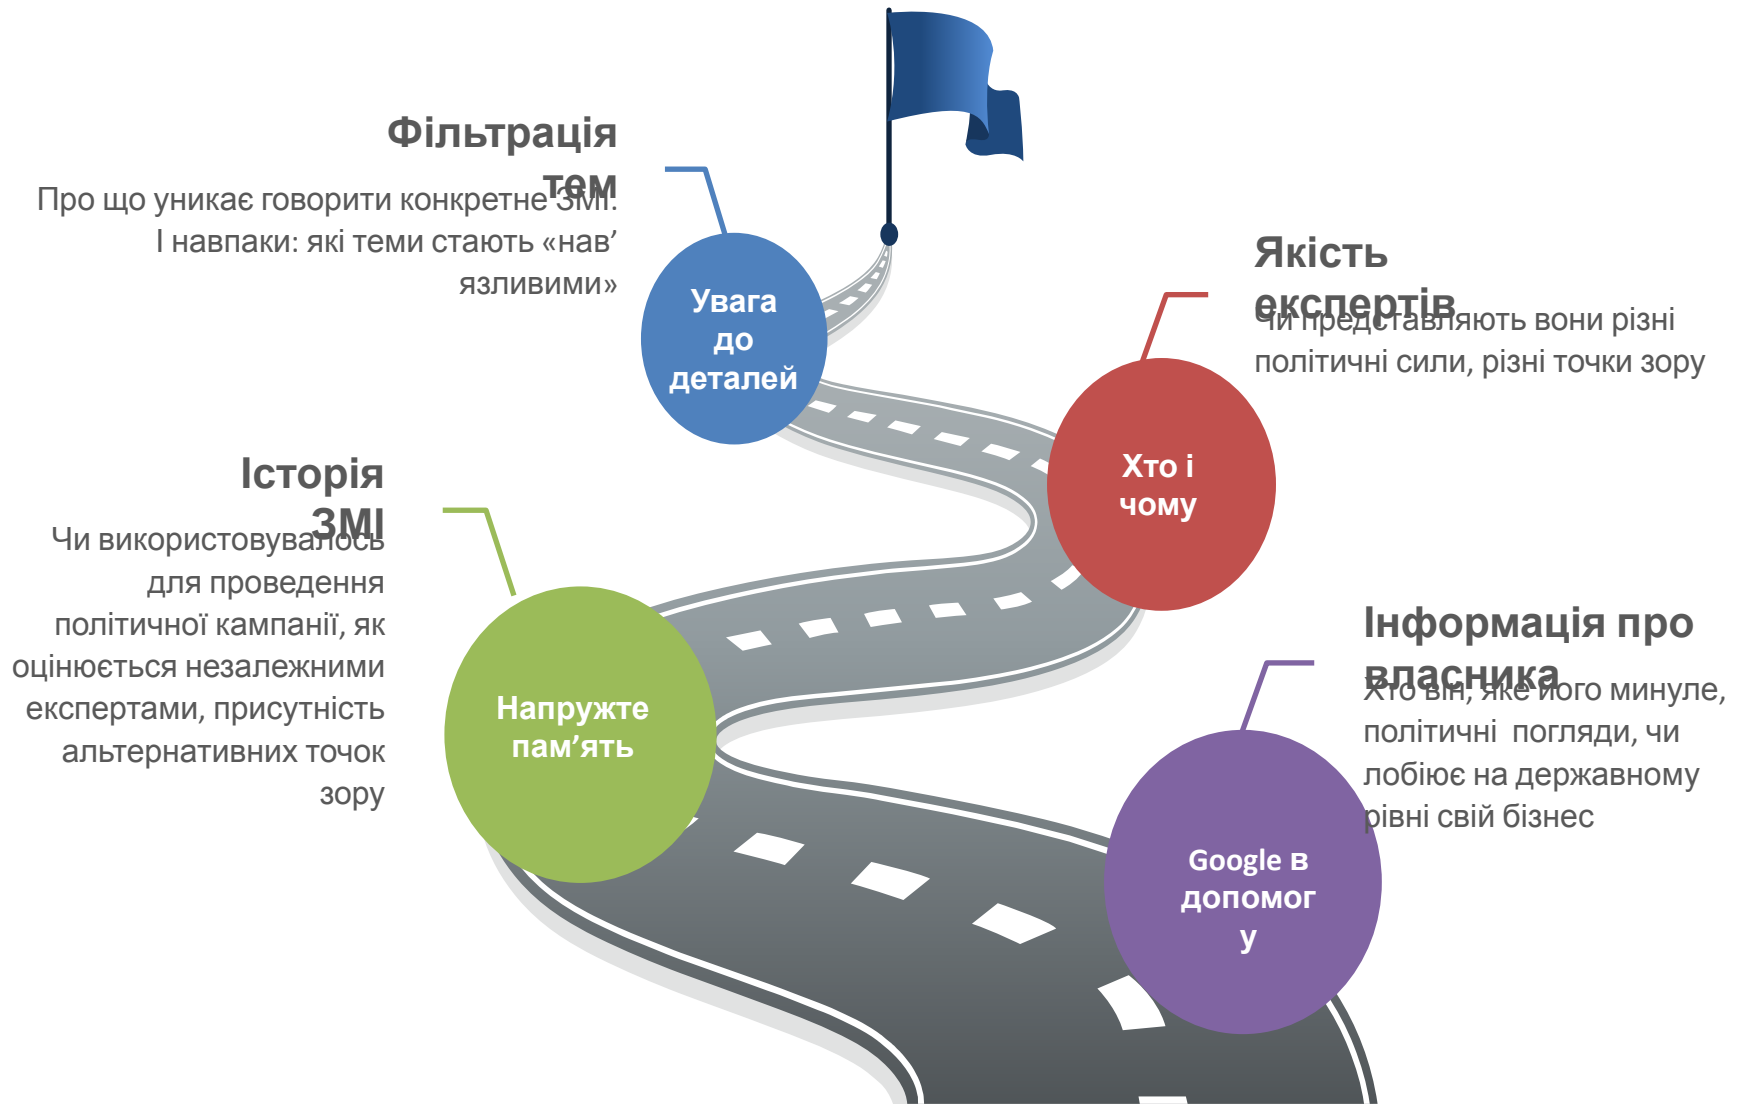 Фільтрація
тем
Про що уникає говорити конкретне ЗМІ.
І навпаки: які теми стають «нав’
язливими»
Увага
до
деталей
Якість
експертів
Чи представляють вони різні
політичні сили, різні точки зору
Хто і
чому
Історія
ЗМІ
Чи використовувалось
для проведення
політичної кампанії, як
оцінюється незалежними
експертами, присутність
альтернативних точок
зору
Напружте
пам’ять
Інформація про
власника
Хто він, яке його минуле,
політичні  погляди, чи
лобіює на державному
рівні свій бізнес
Google в
допомог
у